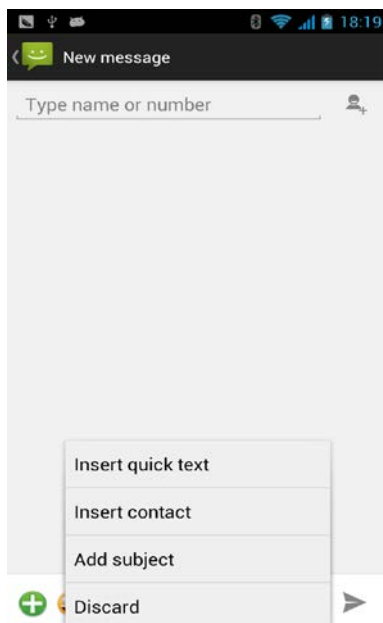 18:19
New message
Type name or number
Insert quick text
Insert contact
Add subject
Discard